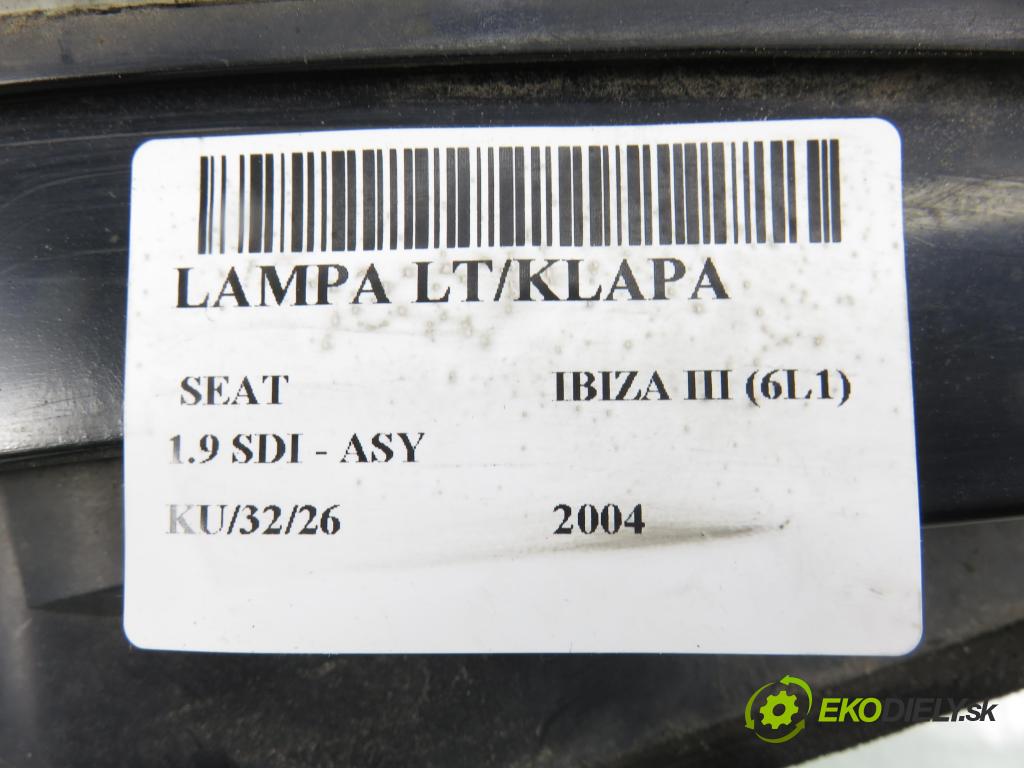 LAMPA LT/KLAPA
SEAT IBIZA III (6L1)
1.9 SDI - ASY
KU/32/26 2004
EKODIELY.SK